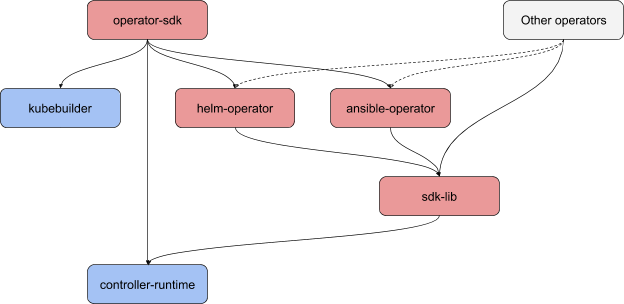 operator-sdk
Other operators
kubebuilder
helm-operator
ansible-operator
sdk-lib
controller-runtime